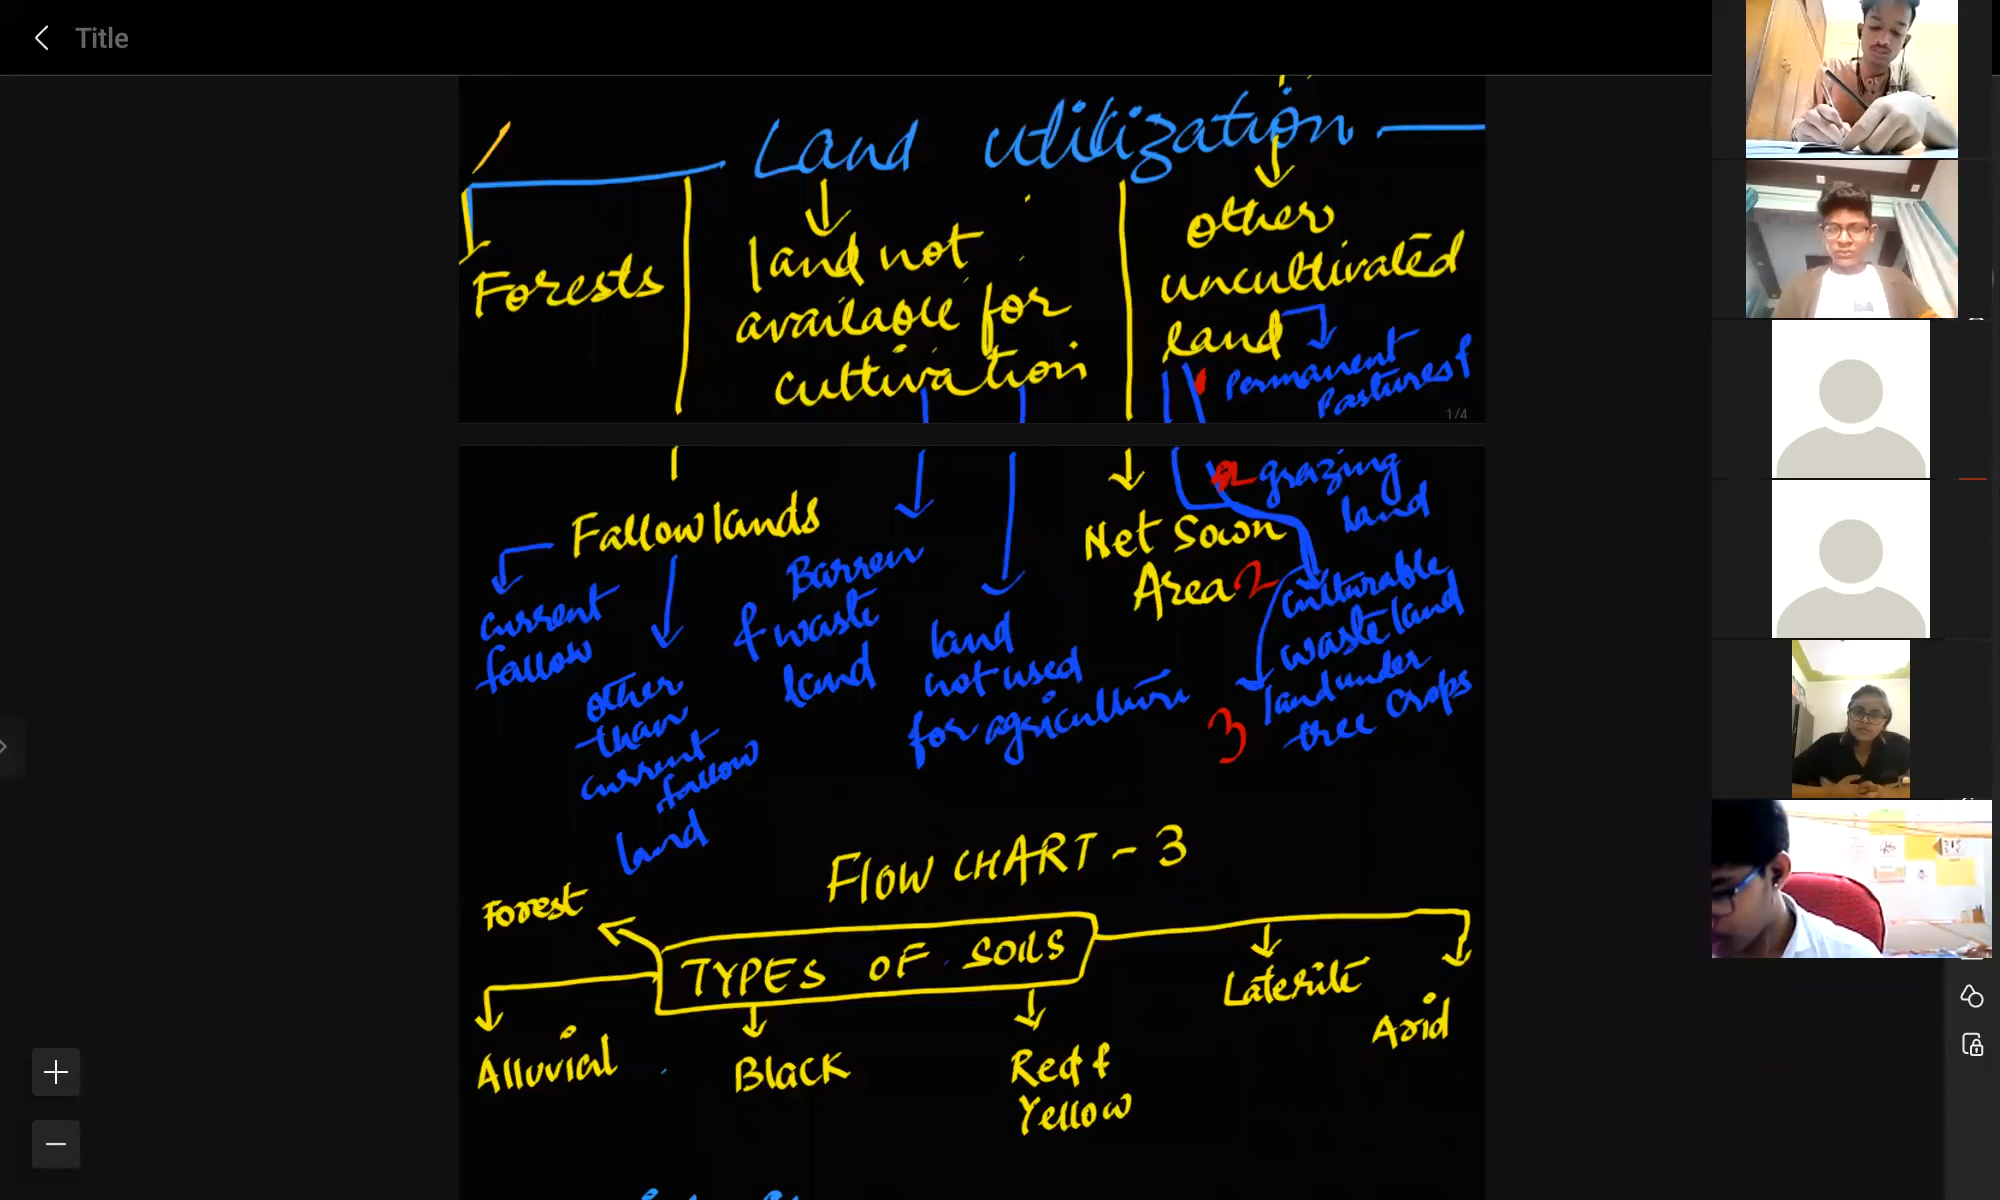 Title
Land utilization
Forests
land not
available for
cultivation
other
uncultivated
land
Permanent
Pastures &
1/4
Fallow lands
current
fallow
other
than
current
fallow
land
Barren
& waste
land
land
not used
for agriculture
Net Sown
Area
2 grazing
land
2 culturable
waste land
3 land under
tree crops
FLOW CHART - 3
TYPES OF SOILS
Forest
Alluvial
Black
Red &
Yellow
Laterite
Arid